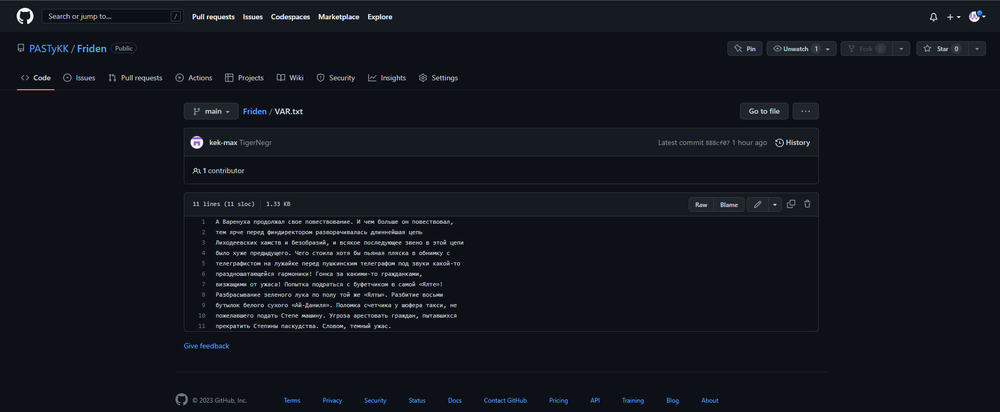 Search or jump to... /
Pull requests Issues Codespaces Marketplace Explore
PASTyKK / Friden Public
Pin Unwatch 1 Fork 0 Star 0
Code Issues Pull requests Actions Projects Wiki Security Insights Settings
main Friden / VAR.txt Go to file ...
kek-max TigerNegr Latest commit 888cf07 1 hour ago History
1 contributor
11 lines (11 sloc) 1.33 KB Raw Blame
1 А Варенуха продолжал свое повествование. И чем больше он повествовал,
2 тем ярче перед финдиректором разворачивалась длиннейшая цепь
3 Лиходеевских хамств и безобразий, и всякое последующее звено в этой цепи
4 было хуже предыдущего. Чего стоила хотя бы пьяная пляска в обнимку с
5 телеграфистом на лужайке перед пушкинским телеграфом под звуки какой-то
6 праздношатающейся гармоники! Гонка за какими-то гражданками,
7 визжащими от ужаса! Попытка подраться с буфетчиком в самой «Ялте»!
8 Разбрасывание зеленого лука по полу той же «Ялты». Разбитие восьми
9 бутылок белого сухого «Ай-Даниля». Поломка счетчика у шофера такси, не
10 пожелавшего подать Степе машину. Угроза арестовать граждан, пытавшихся
11 прекратить Степины паскудства. Словом, темный ужас.
Give feedback
© 2023 GitHub, Inc. Terms Privacy Security Status Docs Contact GitHub Pricing API Training Blog About